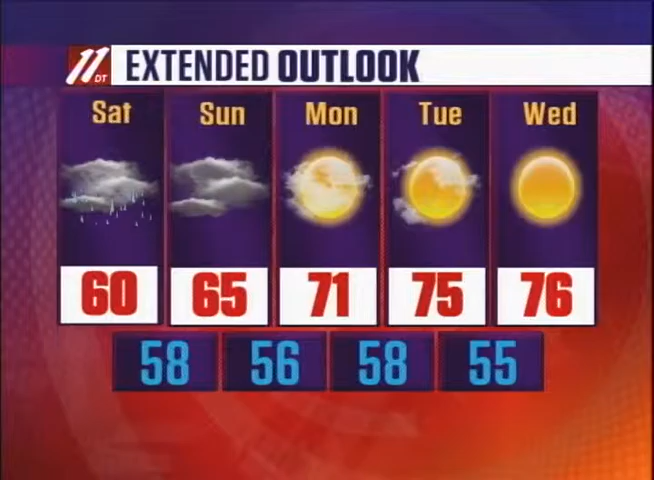 11 DT EXTENDED OUTLOOK
Sat Sun Mon Tue Wed
60 65 71 75 76
58 56 58 55